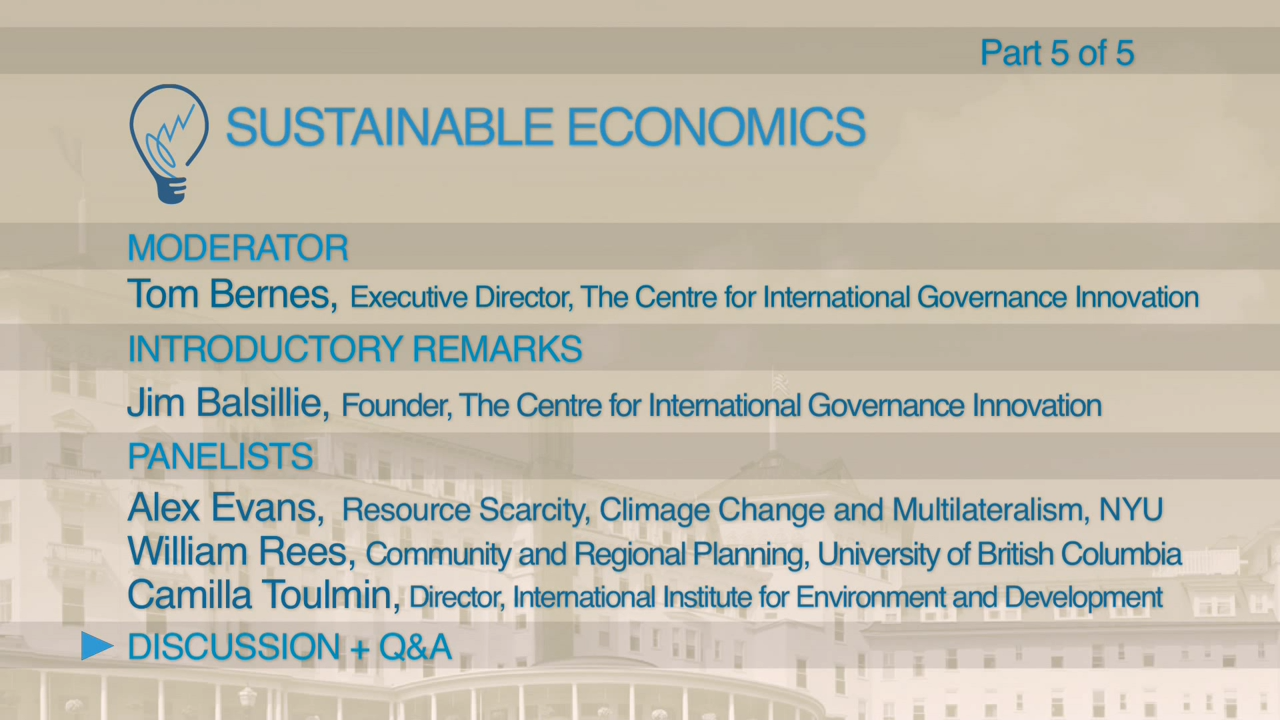 Part 5 of 5
SUSTAINABLE ECONOMICS
MODERATOR
Tom Bernes, Executive Director, The Centre for International Governance Innovation
INTRODUCTORY REMARKS
Jim Balsillie, Founder, The Centre for International Governance Innovation
PANELISTS
Alex Evans, Resource Scarcity, Climage Change and Multilateralism, NYU
William Rees, Community and Regional Planning, University of British Columbia
Camilla Toulmin, Director, International Institute for Environment and Development
DISCUSSION + Q&A